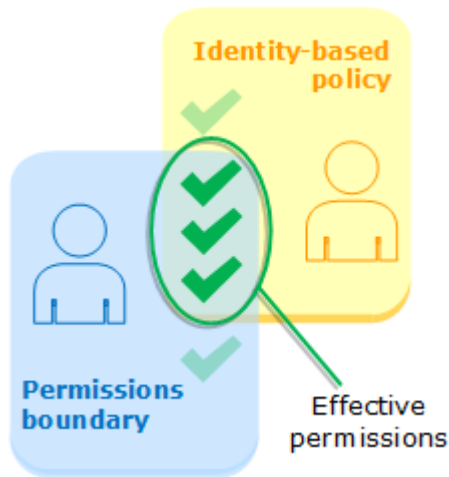 Identity-based
policy
Permissions
boundary
Effective
permissions